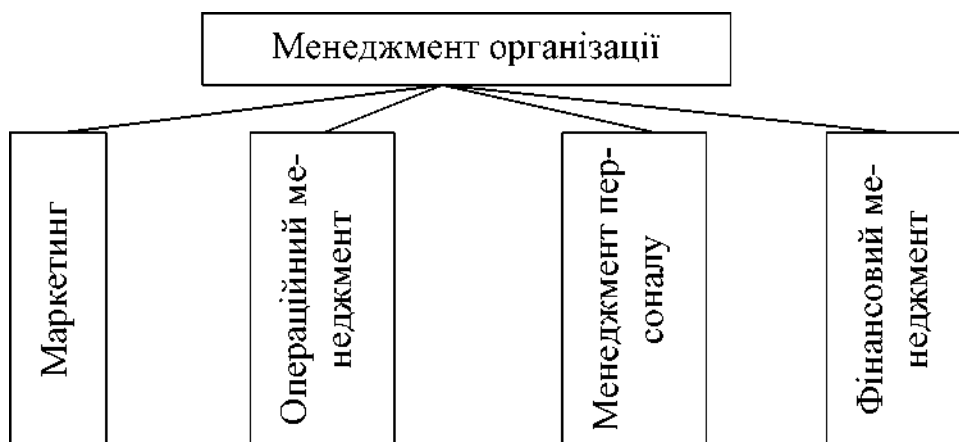 Менеджмент організації
Маркетинг
Операційний ме-
неджмент
Менеджмент пер-
соналу
Фінансовий ме-
неджмент